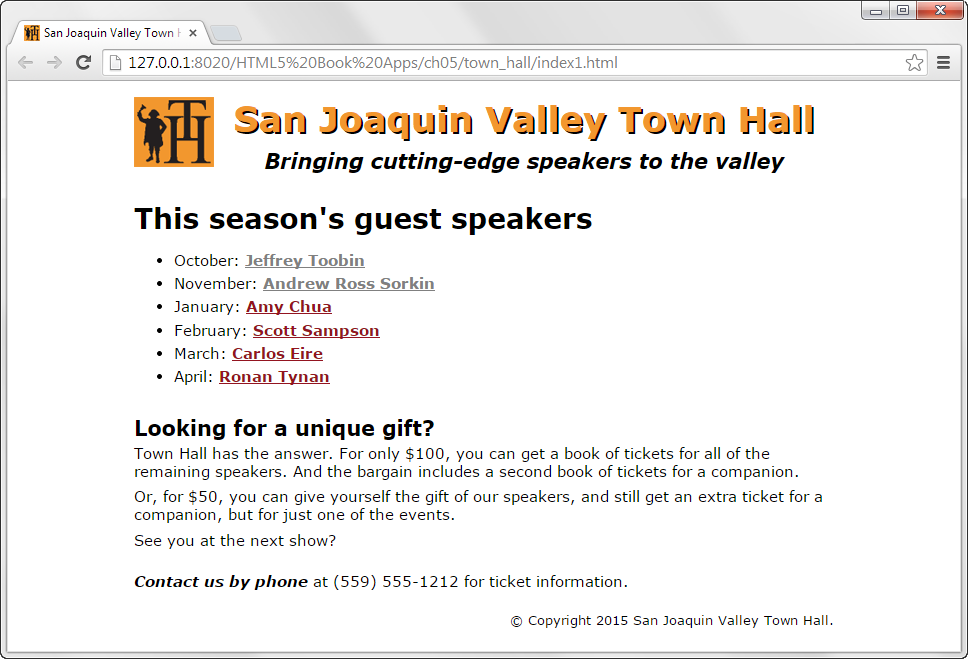 San Joaquin Valley Town H
127.0.0.1:8020/HTML5%20Book%20Apps/ch05/town_hall/index1.html
TH
San Joaquin Valley Town Hall
Bringing cutting-edge speakers to the valley
This season's guest speakers
• October: Jeffrey Toobin
• November: Andrew Ross Sorkin
• January: Amy Chua
• February: Scott Sampson
• March: Carlos Eire
• April: Ronan Tynan
Looking for a unique gift?
Town Hall has the answer. For only $100, you can get a book of tickets for all of the
remaining speakers. And the bargain includes a second book of tickets for a companion.
Or, for $50, you can give yourself the gift of our speakers, and still get an extra ticket for a
companion, but for just one of the events.
See you at the next show?
Contact us by phone at (559) 555-1212 for ticket information.
© Copyright 2015 San Joaquin Valley Town Hall.